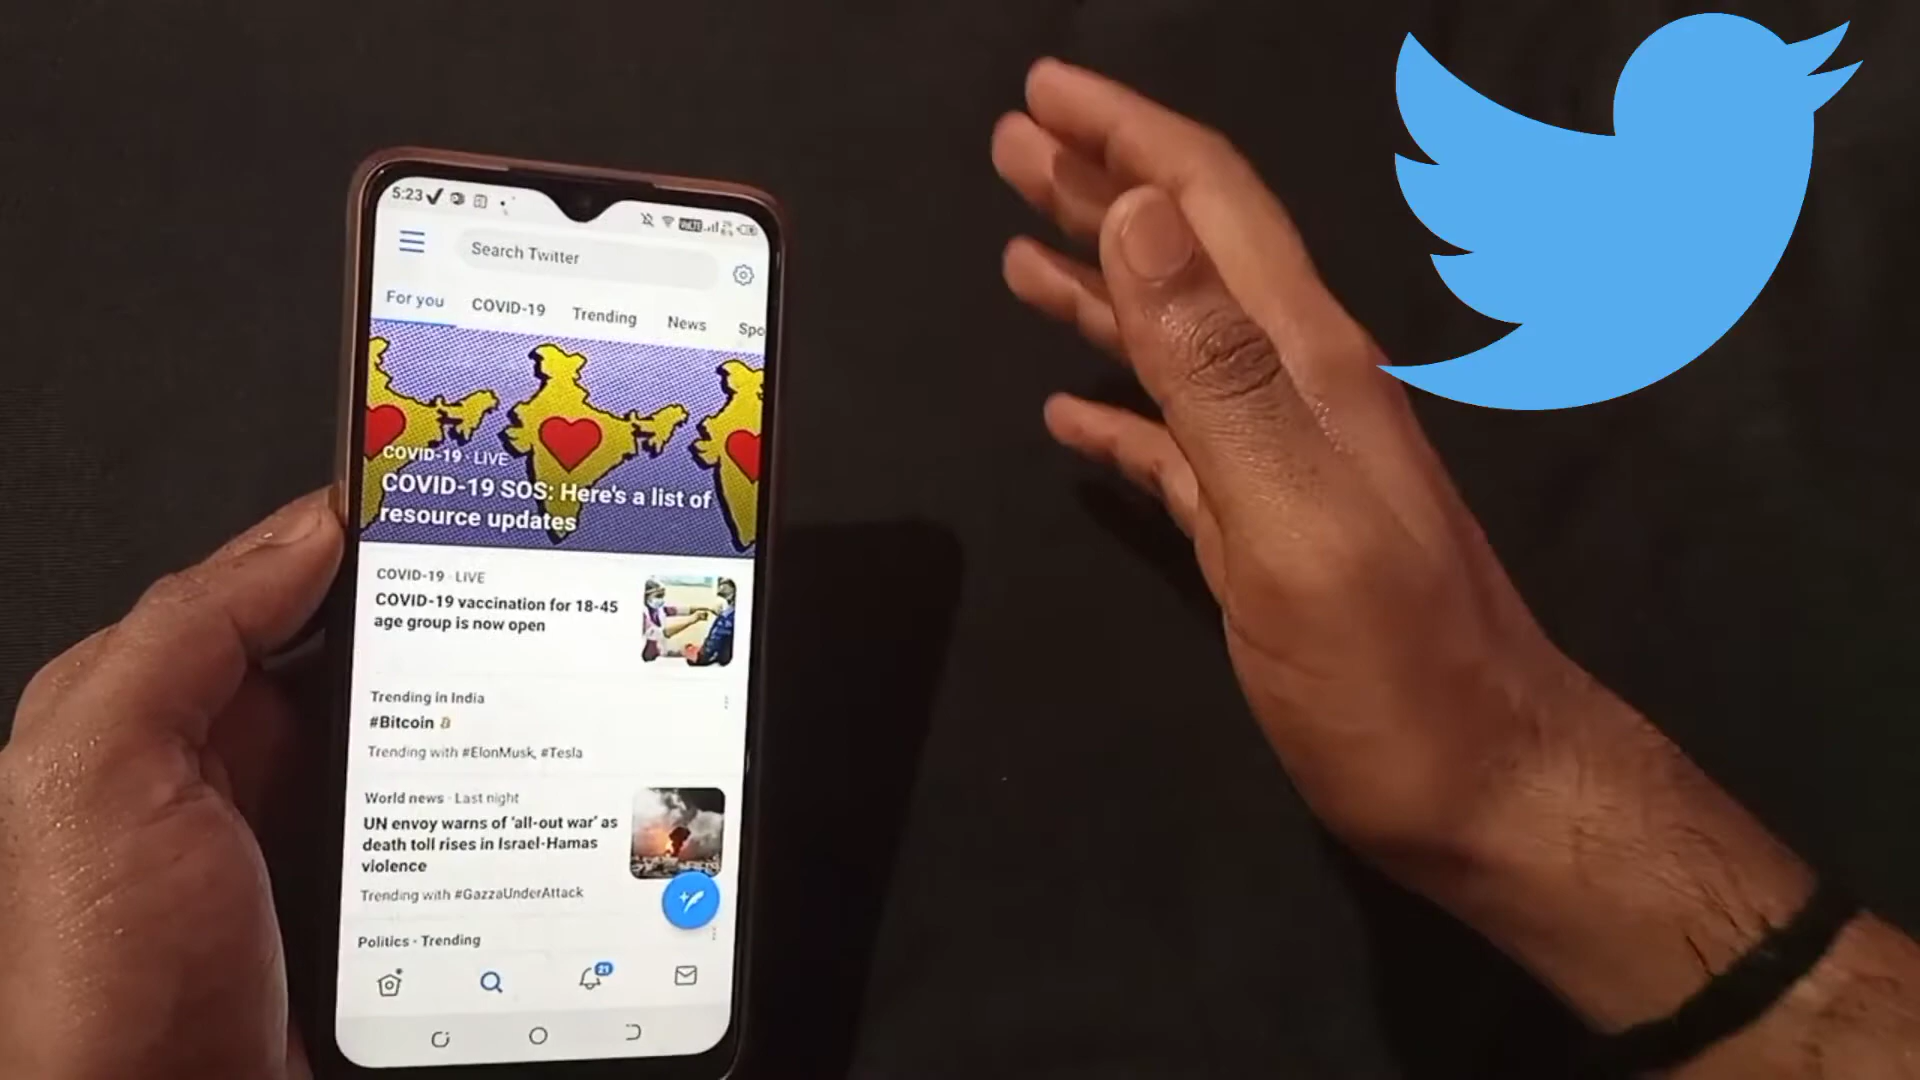 5:23
Search Twitter
For you COVID-19 Trending News Spo
COVID-19 · LIVE
COVID-19 SOS: Here's a list of
resource updates
COVID-19 · LIVE
COVID-19 vaccination for 18-45
age group is now open
Trending in India
#Bitcoin
Trending with #ElonMusk, #Tesla
World news · Last night
UN envoy warns of 'all-out war' as
death toll rises in Israel-Hamas
violence
Trending with #GazzaUnderAttack
Politics · Trending
21